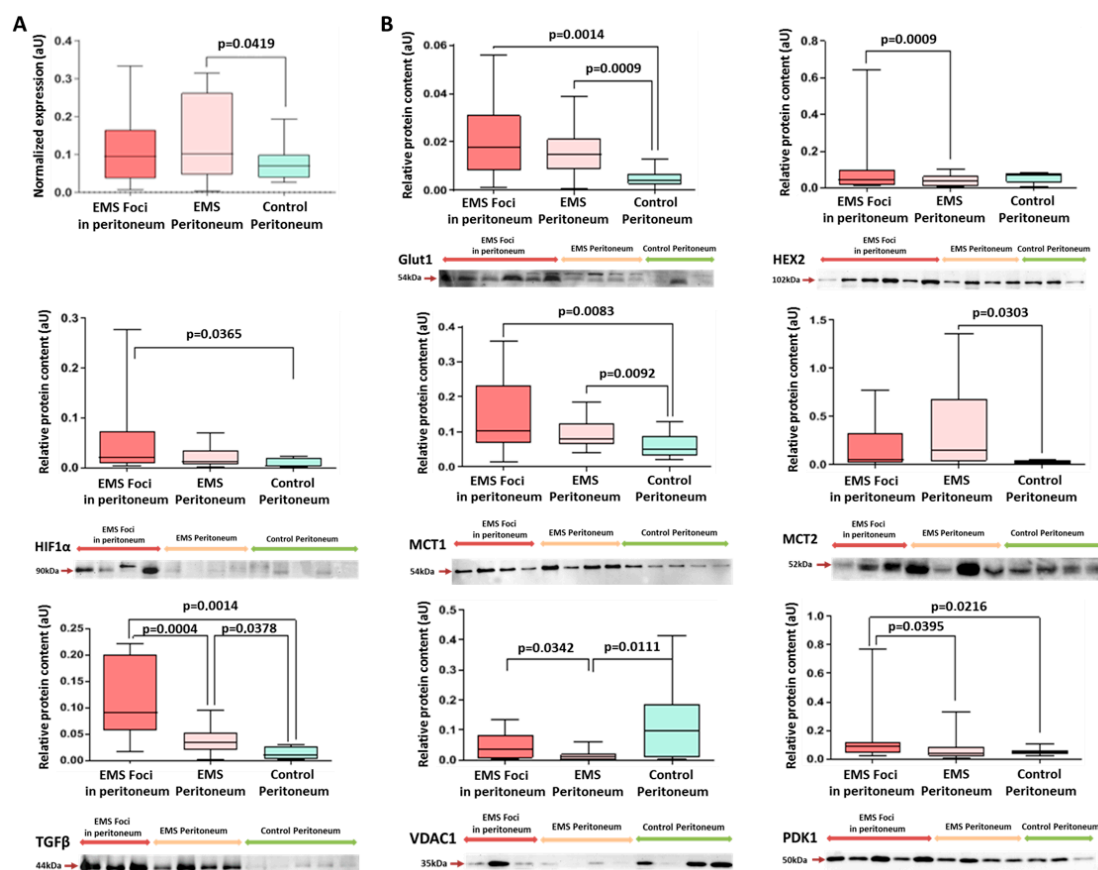 A
Normalized expression (aU)
0.4
0.3
0.2
0.1
0.0
p=0.0419
EMS Foci in peritoneum
EMS Peritoneum
Control Peritoneum
Relative protein content (aU)
0.3
0.2
0.1
0.0
p=0.0365
EMS Foci in peritoneum
EMS Peritoneum
Control Peritoneum
HIF1α
EMS Foci in peritoneum
EMS Peritoneum
Control Peritoneum
90kDa
Relative protein content (aU)
0.25
0.20
0.15
0.10
0.05
0.00
p=0.0014
p=0.0004
p=0.0378
EMS Foci in peritoneum
EMS Peritoneum
Control Peritoneum
TGFβ
EMS Foci in peritoneum
EMS Peritoneum
Control Peritoneum
44kDa
B
Relative protein content (aU)
0.06
0.04
0.02
0.00
p=0.0014
p=0.0009
EMS Foci in peritoneum
EMS Peritoneum
Control Peritoneum
Glut1
EMS Foci in peritoneum
EMS Peritoneum
Control Peritoneum
54kDa
Relative protein content (aU)
0.8
0.6
0.4
0.2
0.0
p=0.0009
EMS Foci in peritoneum
EMS Peritoneum
Control Peritoneum
HEX2
EMS Foci in peritoneum
EMS Peritoneum
Control Peritoneum
102kDa
Relative protein content (aU)
0.4
0.3
0.2
0.1
0.0
p=0.0083
p=0.0092
EMS Foci in peritoneum
EMS Peritoneum
Control Peritoneum
MCT1
EMS Foci in peritoneum
EMS Peritoneum
Control Peritoneum
54kDa
Relative protein content (aU)
1.5
1.0
0.5
0.0
p=0.0303
EMS Foci in peritoneum
EMS Peritoneum
Control Peritoneum
MCT2
EMS Foci in peritoneum
EMS Peritoneum
Control Peritoneum
52kDa
Relative protein content (aU)
0.5
0.4
0.3
0.2
0.1
0.0
p=0.0342
p=0.0111
EMS Foci in peritoneum
EMS Peritoneum
Control Peritoneum
VDAC1
EMS Foci in peritoneum
EMS Peritoneum
Control Peritoneum
35kDa
Relative protein content (aU)
1.0
0.8
0.6
0.4
0.2
0.0
p=0.0216
p=0.0395
EMS Foci in peritoneum
EMS Peritoneum
Control Peritoneum
PDK1
EMS Foci in peritoneum
EMS Peritoneum
Control Peritoneum
50kDa